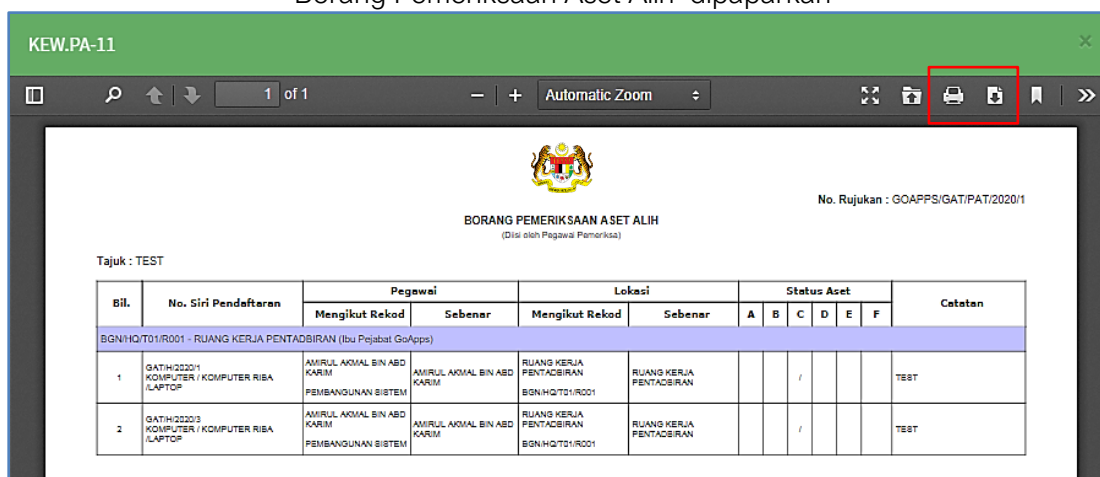 Borang Pemeriksaan Aset Alih dipaparkan
KEW.PA-11
1 of 1
Automatic Zoom
No. Rujukan : GOAPPS/GAT/PAT/2020/1
BORANG PEMERIKSAAN ASET ALIH
(Diisi oleh Pegawai Pemeriksa)
Tajuk : TEST
Bil. No. Siri Pendaftaran Pegawai Lokasi Status Aset Catatan
Mengikut Rekod Sebenar Mengikut Rekod Sebenar A B C D E F
BGN/HQ/T01/R001 - RUANG KERJA PENTADBIRAN (Ibu Pejabat GoApps)
1
GAT/H/2020/1
KOMPUTER / KOMPUTER RIBA
/LAPTOP
AMIRUL AKMAL BIN ABD
KARIM
PEMBANGUNAN SISTEM
AMIRUL AKMAL BIN ABD
KARIM
RUANG KERJA
PENTADBIRAN
BGN/HQ/T01/R001
RUANG KERJA
PENTADBIRAN
/
TEST
2
GAT/H/2020/3
KOMPUTER / KOMPUTER RIBA
/LAPTOP
AMIRUL AKMAL BIN ABD
KARIM
PEMBANGUNAN SISTEM
AMIRUL AKMAL BIN ABD
KARIM
RUANG KERJA
PENTADBIRAN
BGN/HQ/T01/R001
RUANG KERJA
PENTADBIRAN
/
TEST